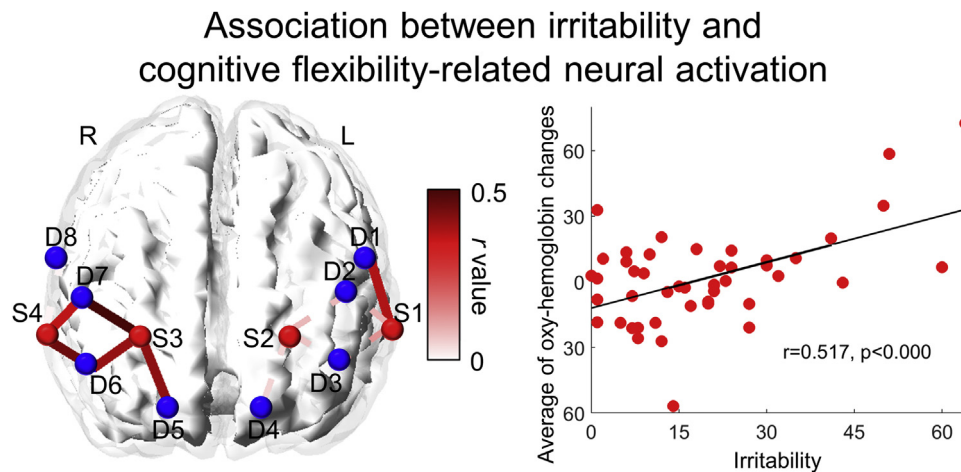 Association between irritability and
cognitive flexibility-related neural activation
R
L
D8
D7
S4
S3
D6
D5
D1
D2
S1
S2
D3
D4
0.5
r value
0
Average of oxy-hemoglobin changes
60
30
0
30
60
r=0.517, p<0.000
0
15
30
45
60
Irritability